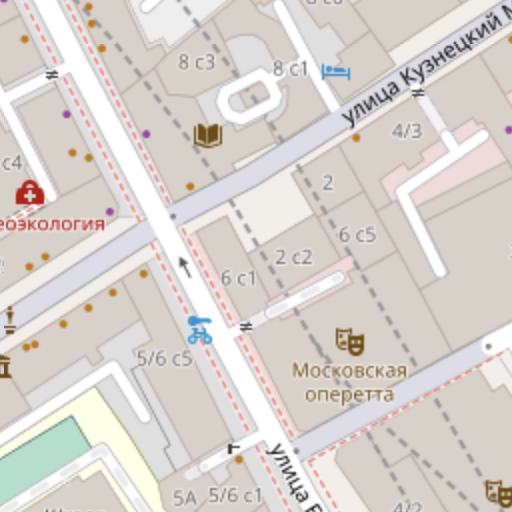 8 с3
8 с1
улица Кузнецкий М
4/3
с4
2
еоэкология
6 с5
2 с2
6 с1
Московская
оперетта
5/6 с5
улица В
5А
5/6 с1
4/2